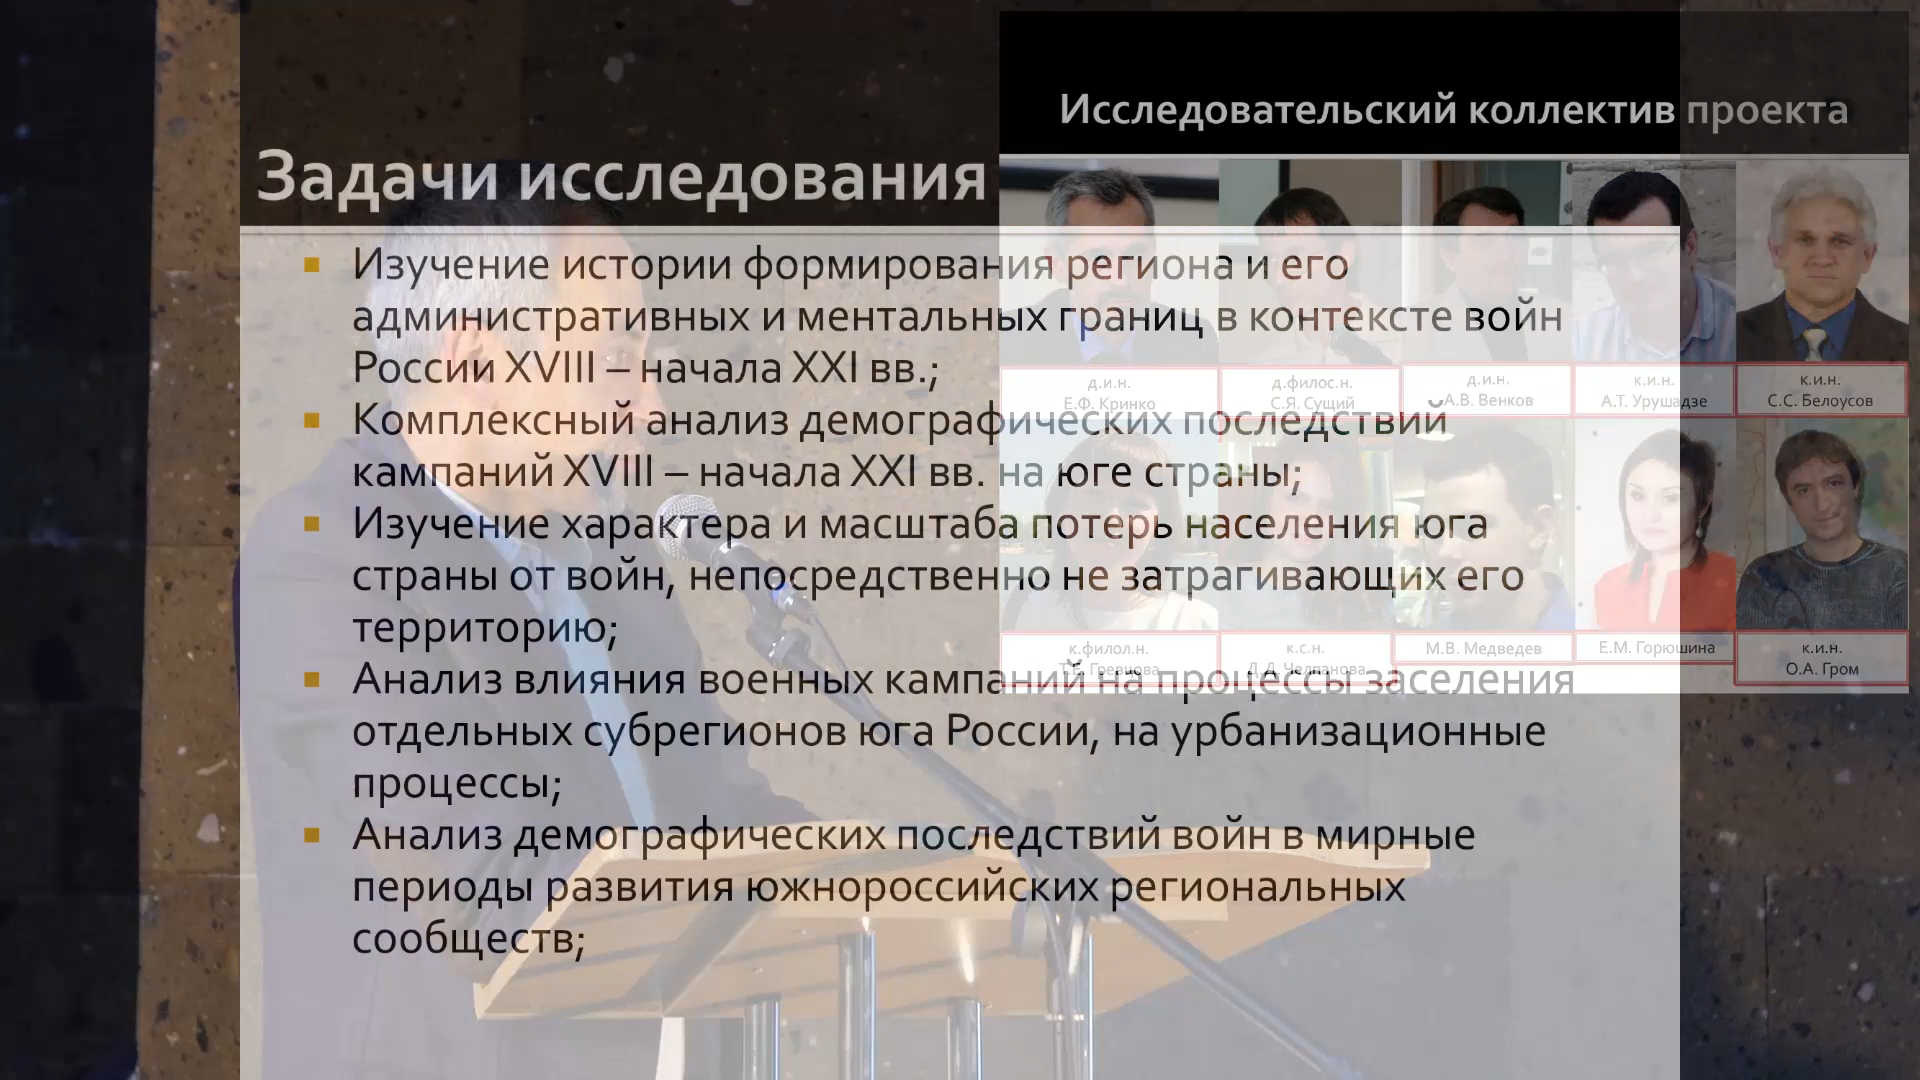 Исследовательский коллектив проекта
Задачи исследования
Изучение истории формирования региона и его
административных и ментальных границ в контексте войн
России XVIII – начала XXI вв.;
Комплексный анализ демографических последствий
кампаний XVIII – начала XXI вв. на юге страны;
Изучение характера и масштаба потерь населения юга
страны от войн, непосредственно не затрагивающих его
территорию;
Анализ влияния военных кампаний на процессы заселения
отдельных субрегионов юга России, на урбанизационные
процессы;
Анализ демографических последствий войн в мирные
периоды развития южнороссийских региональных
сообществ;
д.и.н.
Е.Ф. Кринко
д.филос.н.
С.Я. Сущий
д.и.н.
А.В. Венков
к.и.н.
А.Т. Урушадзе
к.и.н.
С.С. Белоусов
к.филол.н.
Т.Е. Гревцова
к.с.н.
Д.Д. Челпанова
М.В. Медведев
Е.М. Горюшина
к.и.н.
О.А. Гром